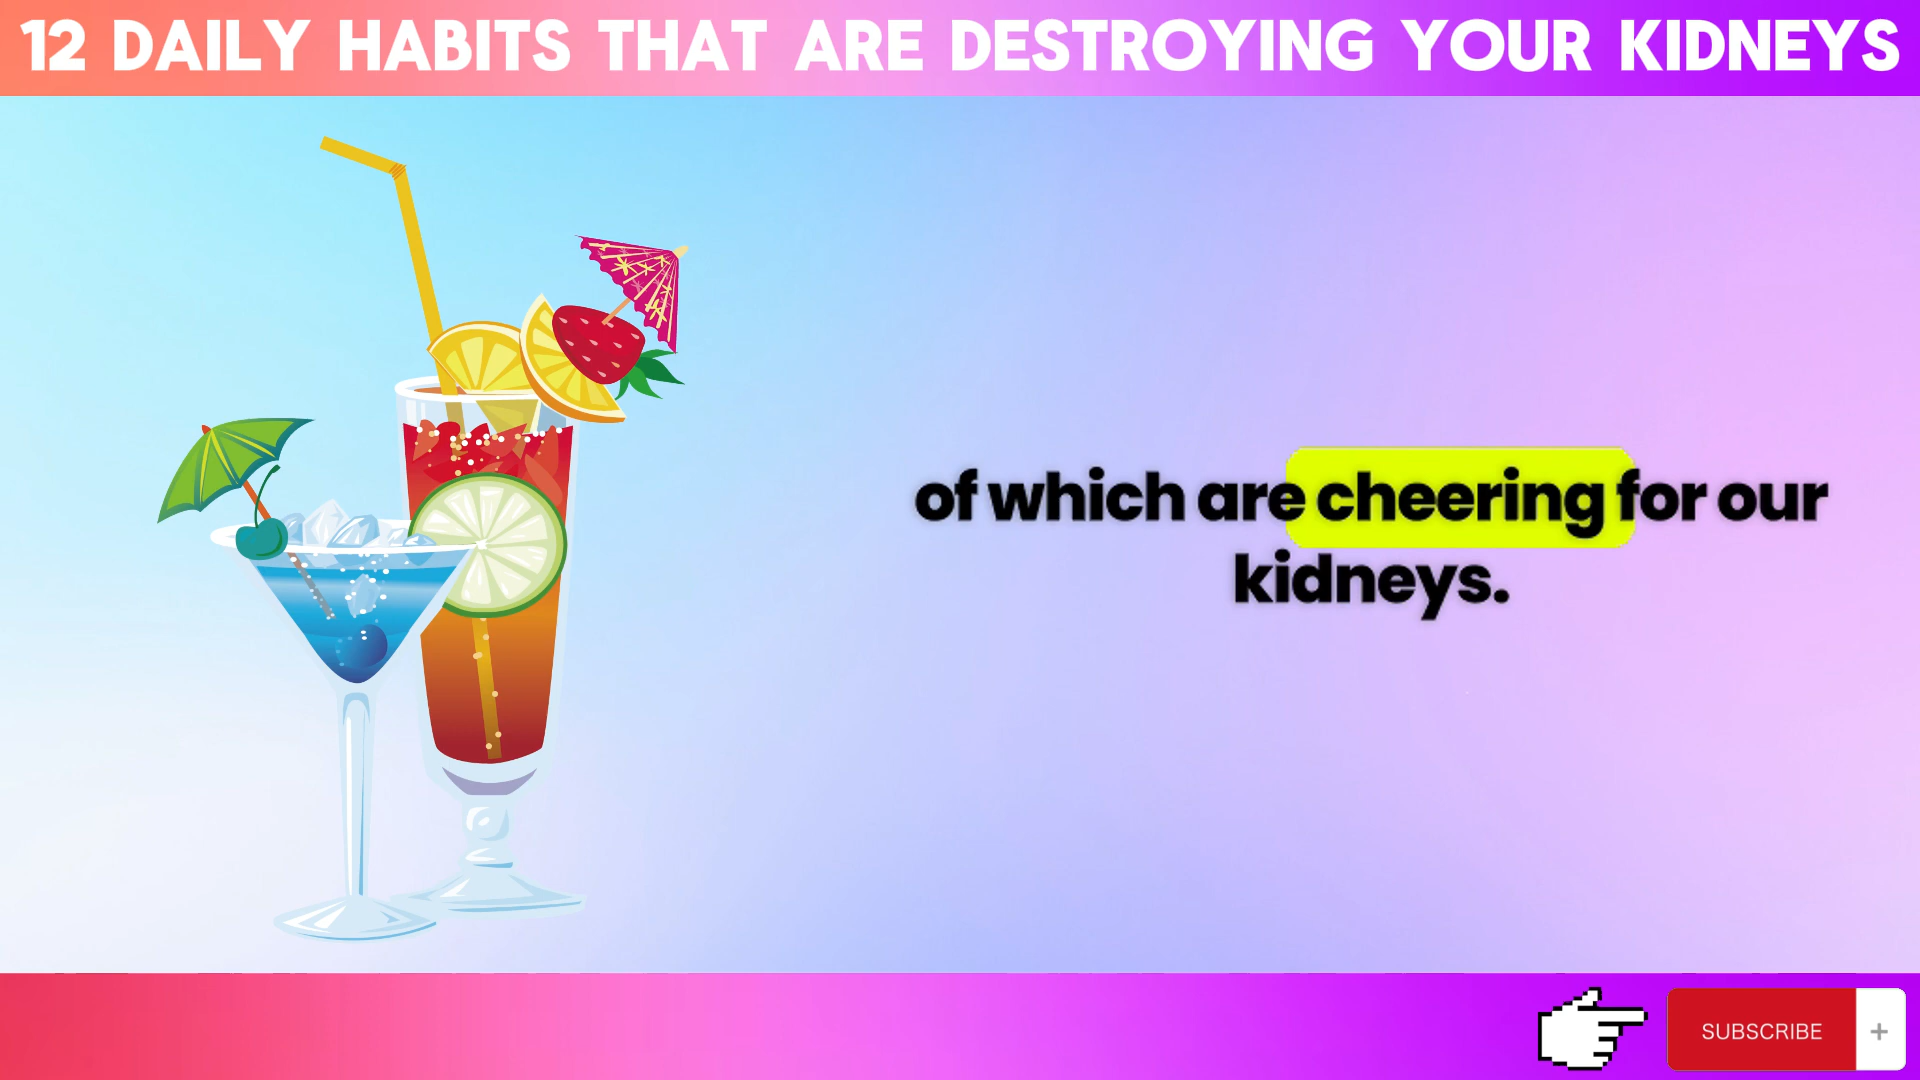 12 DAILY HABITS THAT ARE DESTROYING YOUR KIDNEYS
of which are cheering for our
kidneys.
SUBSCRIBE +